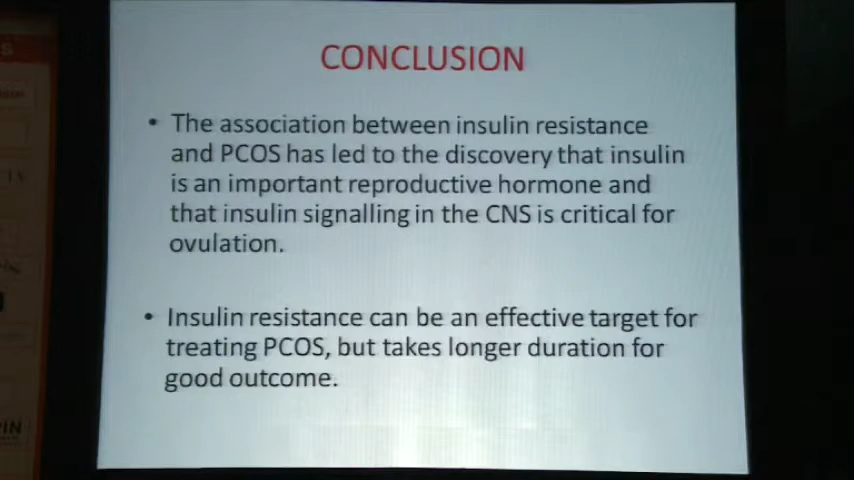 CONCLUSION
• The association between insulin resistance
and PCOS has led to the discovery that insulin
is an important reproductive hormone and
that insulin signalling in the CNS is critical for
ovulation.
• Insulin resistance can be an effective target for
treating PCOS, but takes longer duration for
good outcome.